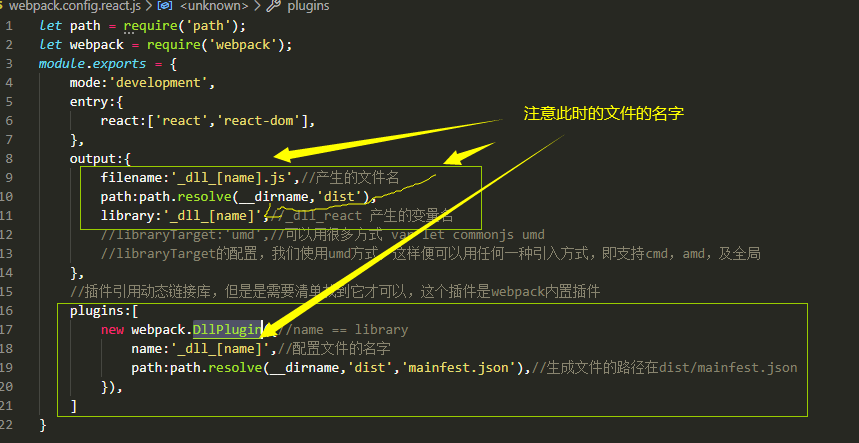 webpack.config.react.js > <unknown> > plugins
1 let path = require('path');
2 let webpack = require('webpack');
3 module.exports = {
4 mode:'development',
5 entry:{
6 react:['react','react-dom'],
7 },
注意此时的文件的名字
8 output:{
9 filename:'_dll_[name].js',//产生的文件名
10 path:path.resolve(__dirname,'dist'),
11 library:'_dll_[name]',//_dll_react 产生的变量名
12 //libraryTarget:'umd',//可以用很多方式 var let commonjs umd
13 //libraryTarget的配置，我们使用umd方式，这样便可以用任何一种引入方式，即支持cmd，amd，及全局
14 },
15 //插件引用动态链接库，但是是需要清单找到它才可以，这个插件是webpack内置插件
16 plugins:[
17 new webpack.DllPlugin //name == library
18 name:'_dll_[name]',//配置文件的名字
19 path:path.resolve(__dirname,'dist','mainfest.json'),//生成文件的路径在dist/mainfest.json
20 }),
21 ]
22 }